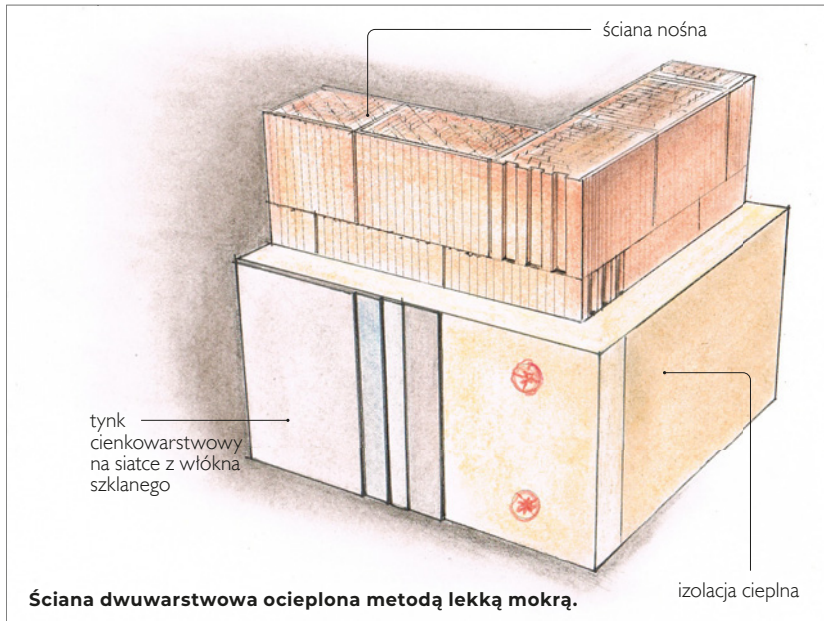 ściana nośna
tynk
cienkowarstwowy
na siatce z włókna
szklanego
izolacja cieplna
Ściana dwuwarstwowa ocieplona metodą lekką mokrą.